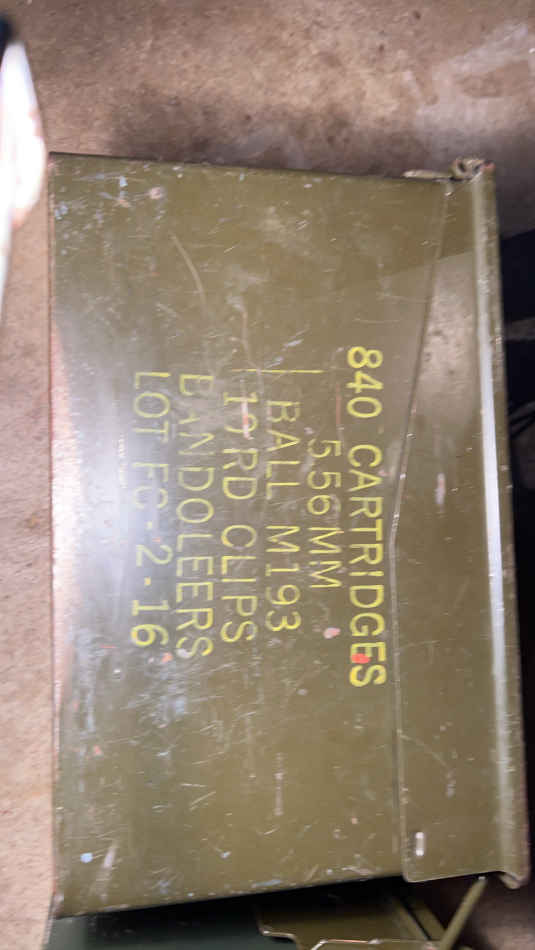 840 CARTRIDGES
5.56 MM
BALL M193
10 RD CLIPS
BANDOLEERS
LOT FC-2-16